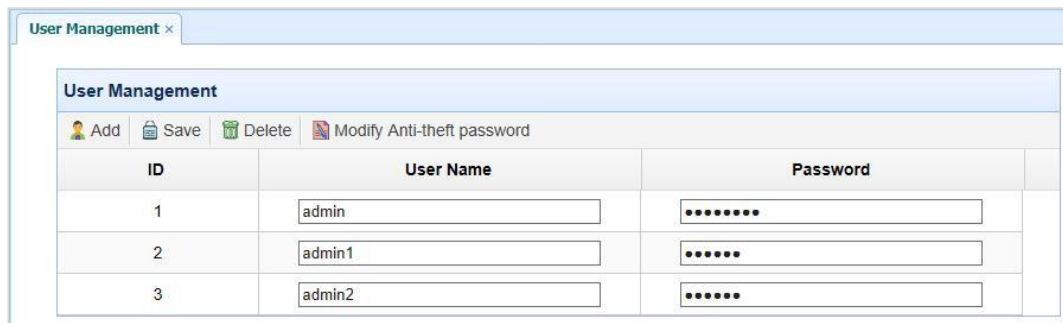 User Management ×
User Management
Add Save Delete Modify Anti-theft password
ID User Name Password
1 admin ••••••••
2 admin1 ••••••
3 admin2 ••••••